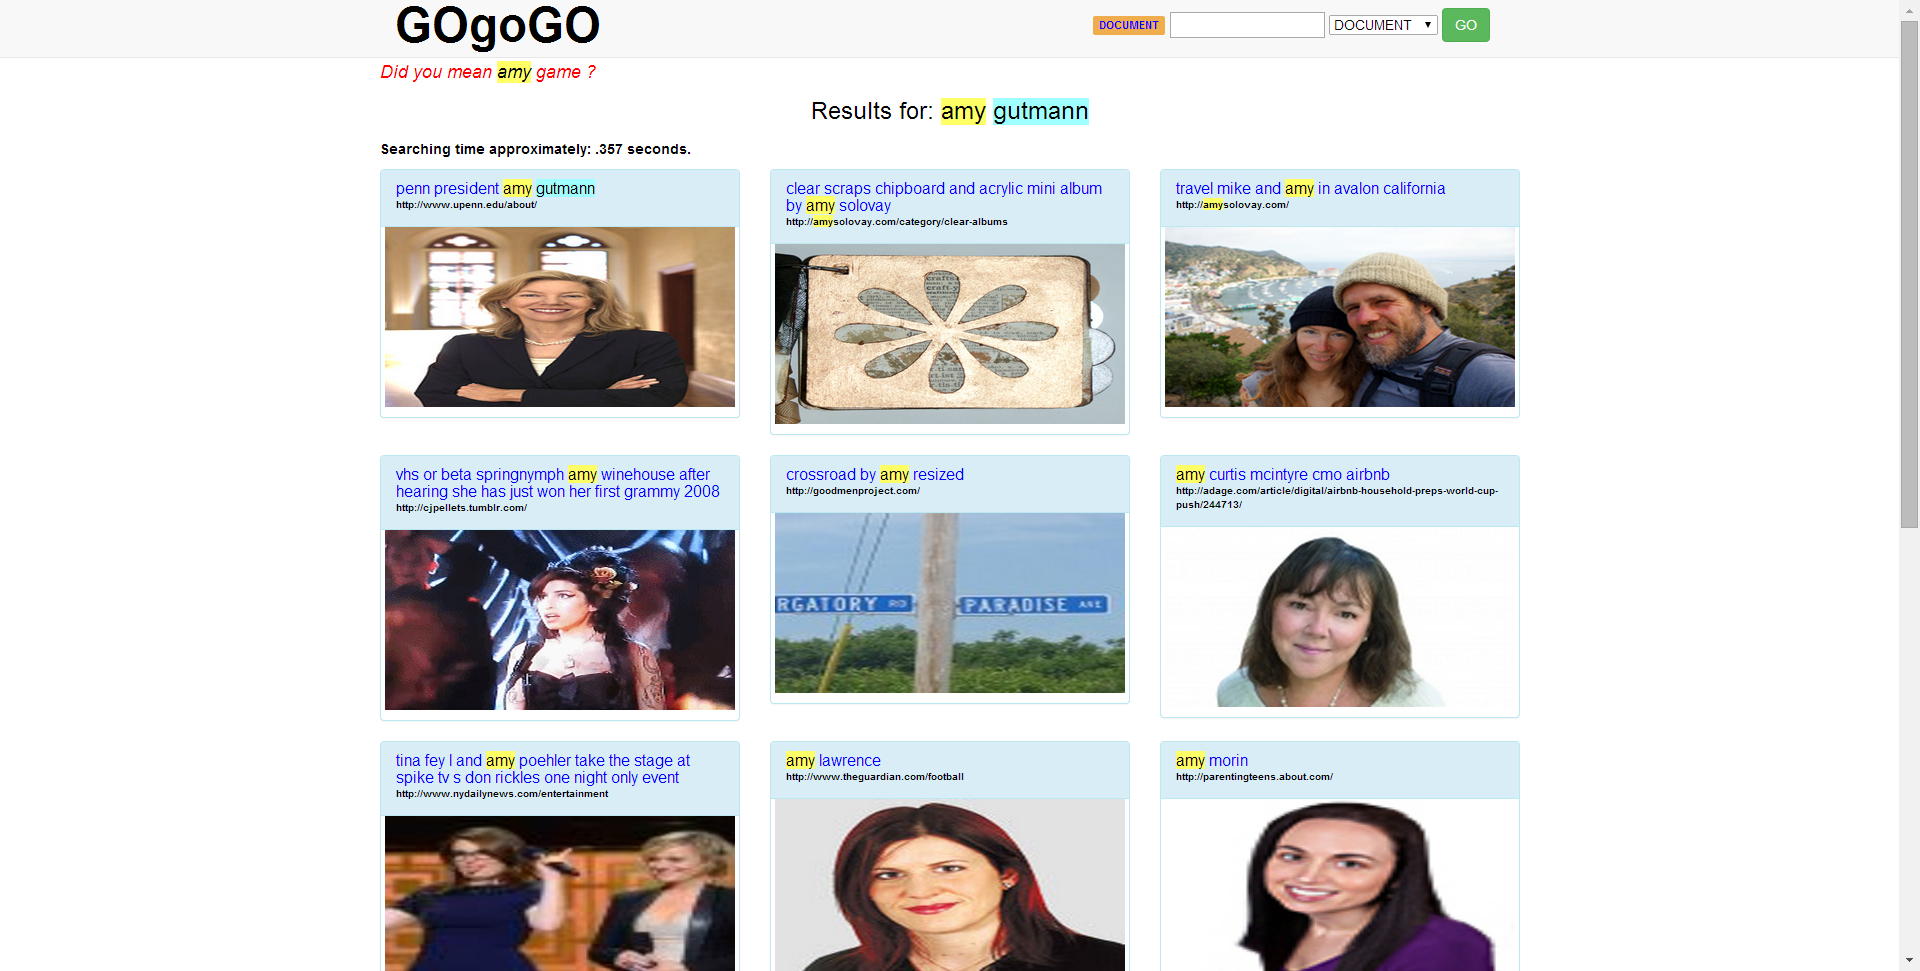 GOgoGO
DOCUMENT
DOCUMENT
GO
Did you mean amy game ?
Results for: amy gutmann
Searching time approximately: .357 seconds.
penn president amy gutmann
http://www.upenn.edu/about/
clear scraps chipboard and acrylic mini album
by amy solovay
http://amysolovay.com/category/clear-albums
travel mike and amy in avalon california
http://amysolovay.com/
vhs or beta springnymph amy winehouse after
hearing she has just won her first grammy 2008
http://cjpellets.tumblr.com/
crossroad by amy resized
http://goodmenproject.com/
RGATORY RD
PARADISE AVE
amy curtis mcintyre cmo airbnb
http://adage.com/article/digital/airbnb-household-preps-world-cup-
push/244713/
tina fey l and amy poehler take the stage at
spike tv s don rickles one night only event
http://www.nydailynews.com/entertainment
amy lawrence
http://www.theguardian.com/football
amy morin
http://parentingteens.about.com/